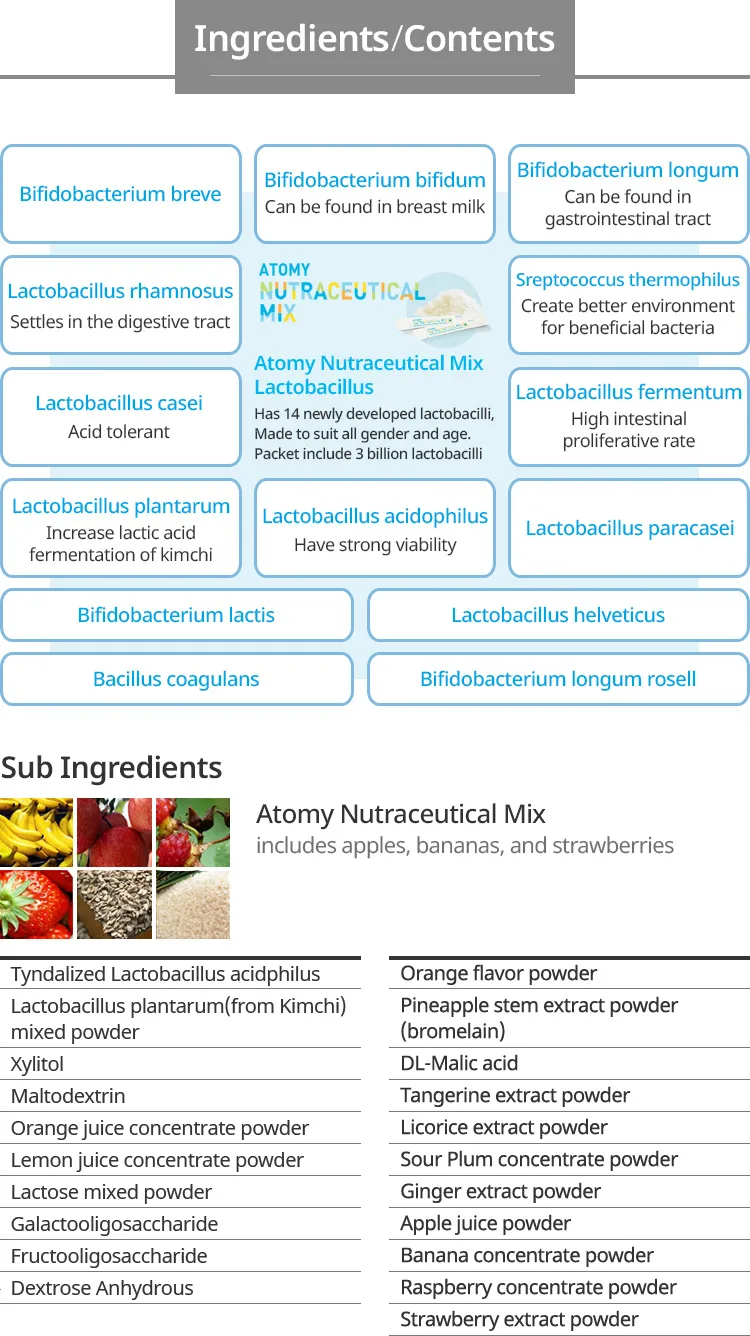 Ingredients/Contents
Bifidobacterium breve
Bifidobacterium bifidum
Can be found in breast milk
Bifidobacterium longum
Can be found in
gastrointestinal tract
Lactobacillus rhamnosus
Settles in the digestive tract
ATOMY
NUTRACEUTICAL
MIX
Sreptococcus thermophilus
Create better environment
for beneficial bacteria
Atomy Nutraceutical Mix
Lactobacillus
Has 14 newly developed lactobacilli,
Made to suit all gender and age.
Packet include 3 billion lactobacilli
Lactobacillus casei
Acid tolerant
Lactobacillus fermentum
High intestinal
proliferative rate
Lactobacillus plantarum
Increase lactic acid
fermentation of kimchi
Lactobacillus acidophilus
Have strong viability
Lactobacillus paracasei
Bifidobacterium lactis
Lactobacillus helveticus
Bacillus coagulans
Bifidobacterium longum rosell
Sub Ingredients
Atomy Nutraceutical Mix
includes apples, bananas, and strawberries
Tyndalized Lactobacillus acidphilus
Lactobacillus plantarum(from Kimchi)
mixed powder
Xylitol
Maltodextrin
Orange juice concentrate powder
Lemon juice concentrate powder
Lactose mixed powder
Galactooligosaccharide
Fructooligosaccharide
Dextrose Anhydrous
Orange flavor powder
Pineapple stem extract powder
(bromelain)
DL-Malic acid
Tangerine extract powder
Licorice extract powder
Sour Plum concentrate powder
Ginger extract powder
Apple juice powder
Banana concentrate powder
Raspberry concentrate powder
Strawberry extract powder